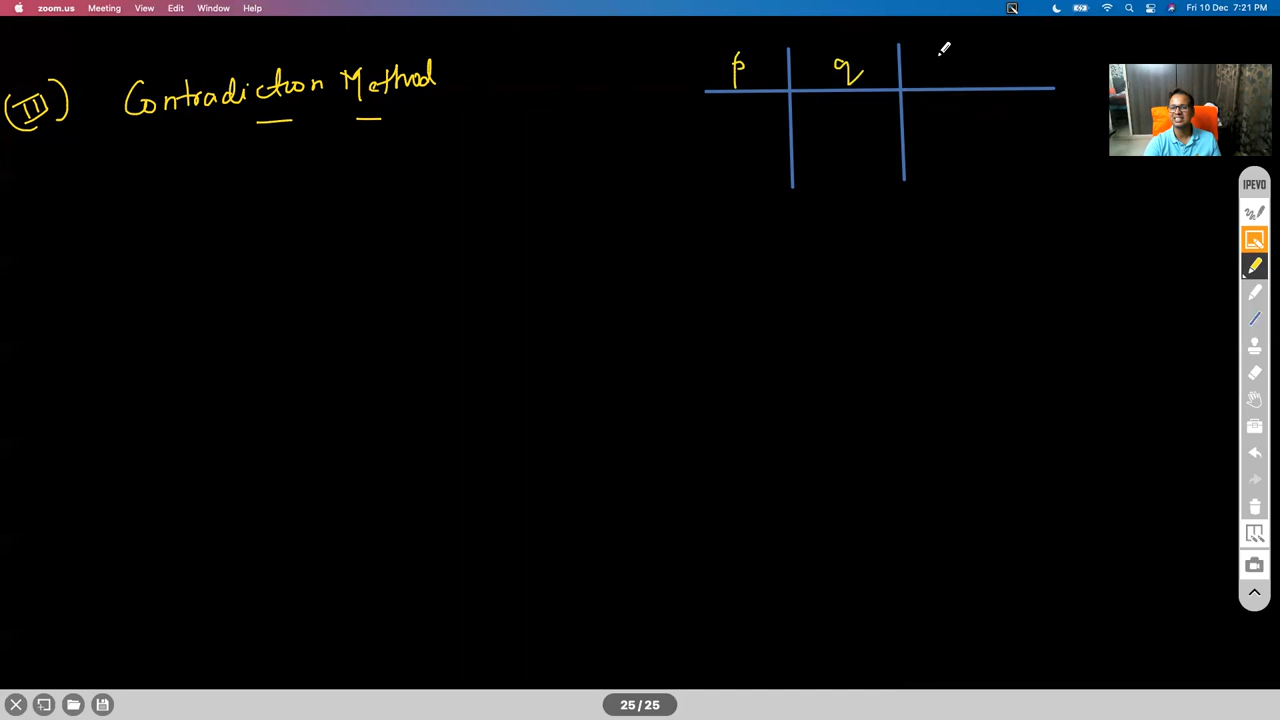 zoom.us Meeting View Edit Window Help Fri 10 Dec 7:21 PM
(II) Contradiction Method
p q
IPEVO
25 / 25